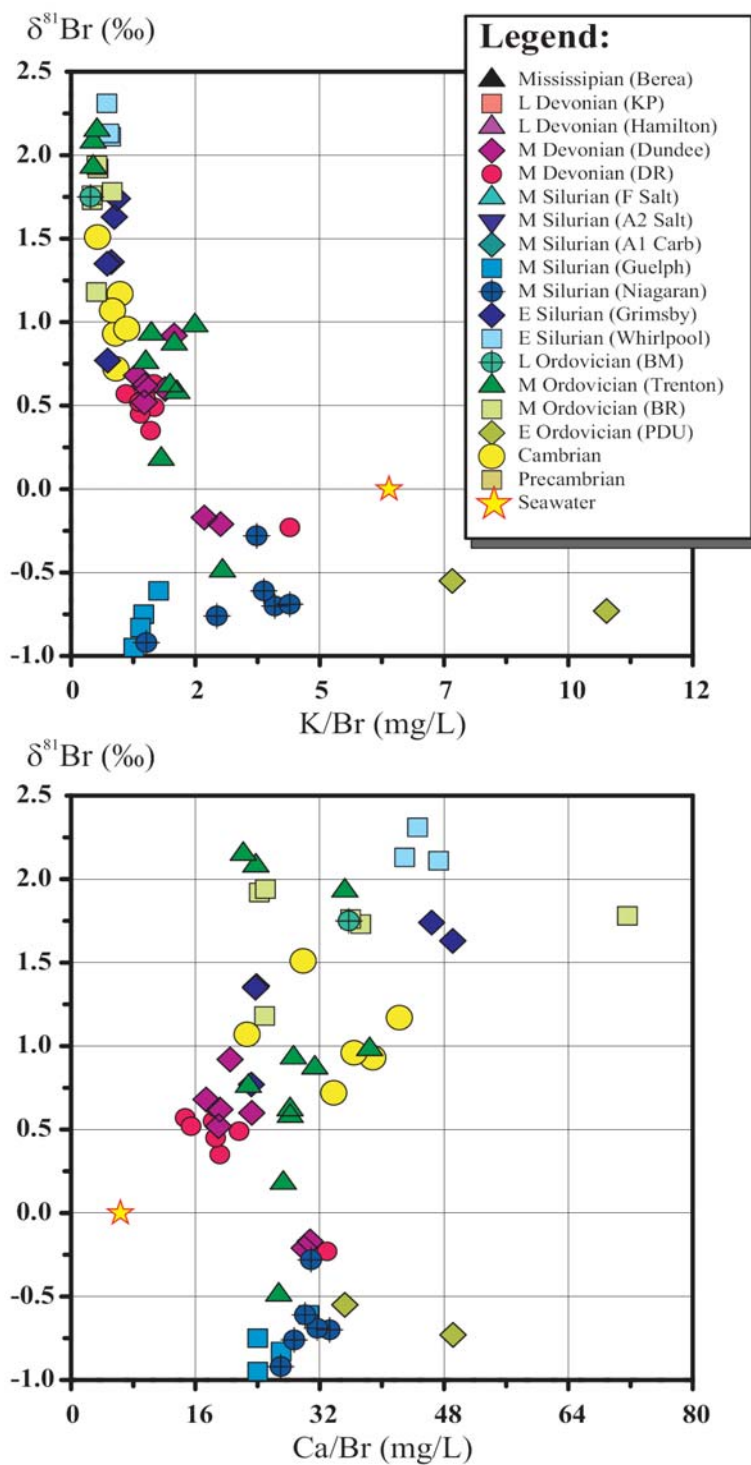 δ⁸¹Br (‰)
Legend:
Mississipian (Berea)
L Devonian (KP)
L Devonian (Hamilton)
M Devonian (Dundee)
M Devonian (DR)
M Silurian (F Salt)
M Silurian (A2 Salt)
M Silurian (A1 Carb)
M Silurian (Guelph)
M Silurian (Niagaran)
E Silurian (Grimsby)
E Silurian (Whirlpool)
L Ordovician (BM)
M Ordovician (Trenton)
M Ordovician (BR)
E Ordovician (PDU)
Cambrian
Precambrian
Seawater
2.5
2.0
1.5
1.0
0.5
0.0
-0.5
-1.0
0 2 5 7 10 12
K/Br (mg/L)
δ⁸¹Br (‰)
2.5
2.0
1.5
1.0
0.5
0.0
-0.5
-1.0
0 16 32 48 64 80
Ca/Br (mg/L)